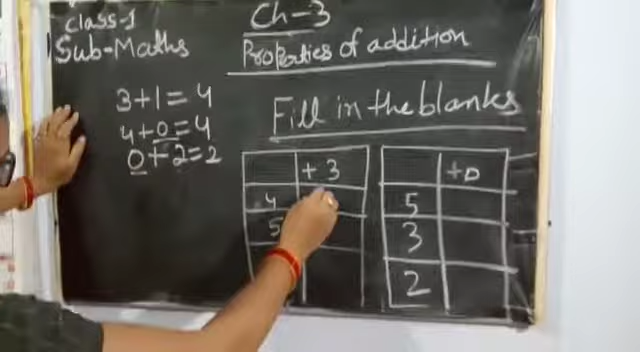 Class-1
Sub-Maths
Ch-3
Properties of addition
3+1=4
4+0=4
0+2=2
Fill in the blanks
+3
4
5
+0
5
3
2